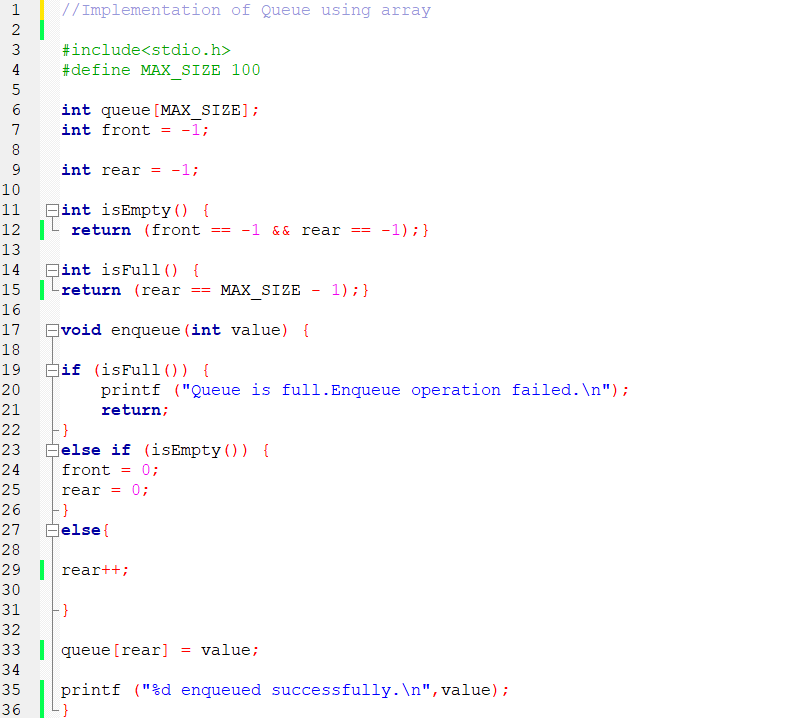 1 //Implementation of Queue using array
2
3 #include<stdio.h>
4 #define MAX_SIZE 100
5
6 int queue[MAX_SIZE];
7 int front = -1;
8
9 int rear = -1;
10
11 int isEmpty() {
12 return (front == -1 && rear == -1);}
13
14 int isFull() {
15 return (rear == MAX_SIZE - 1);}
16
17 void enqueue(int value) {
18
19 if (isFull()) {
20 printf ("Queue is full.Enqueue operation failed.\n");
21 return;
22 }
23 else if (isEmpty()) {
24 front = 0;
25 rear = 0;
26 }
27 else{
28
29 rear++;
30
31 }
32
33 queue[rear] = value;
34
35 printf ("%d enqueued successfully.\n",value);
36 }